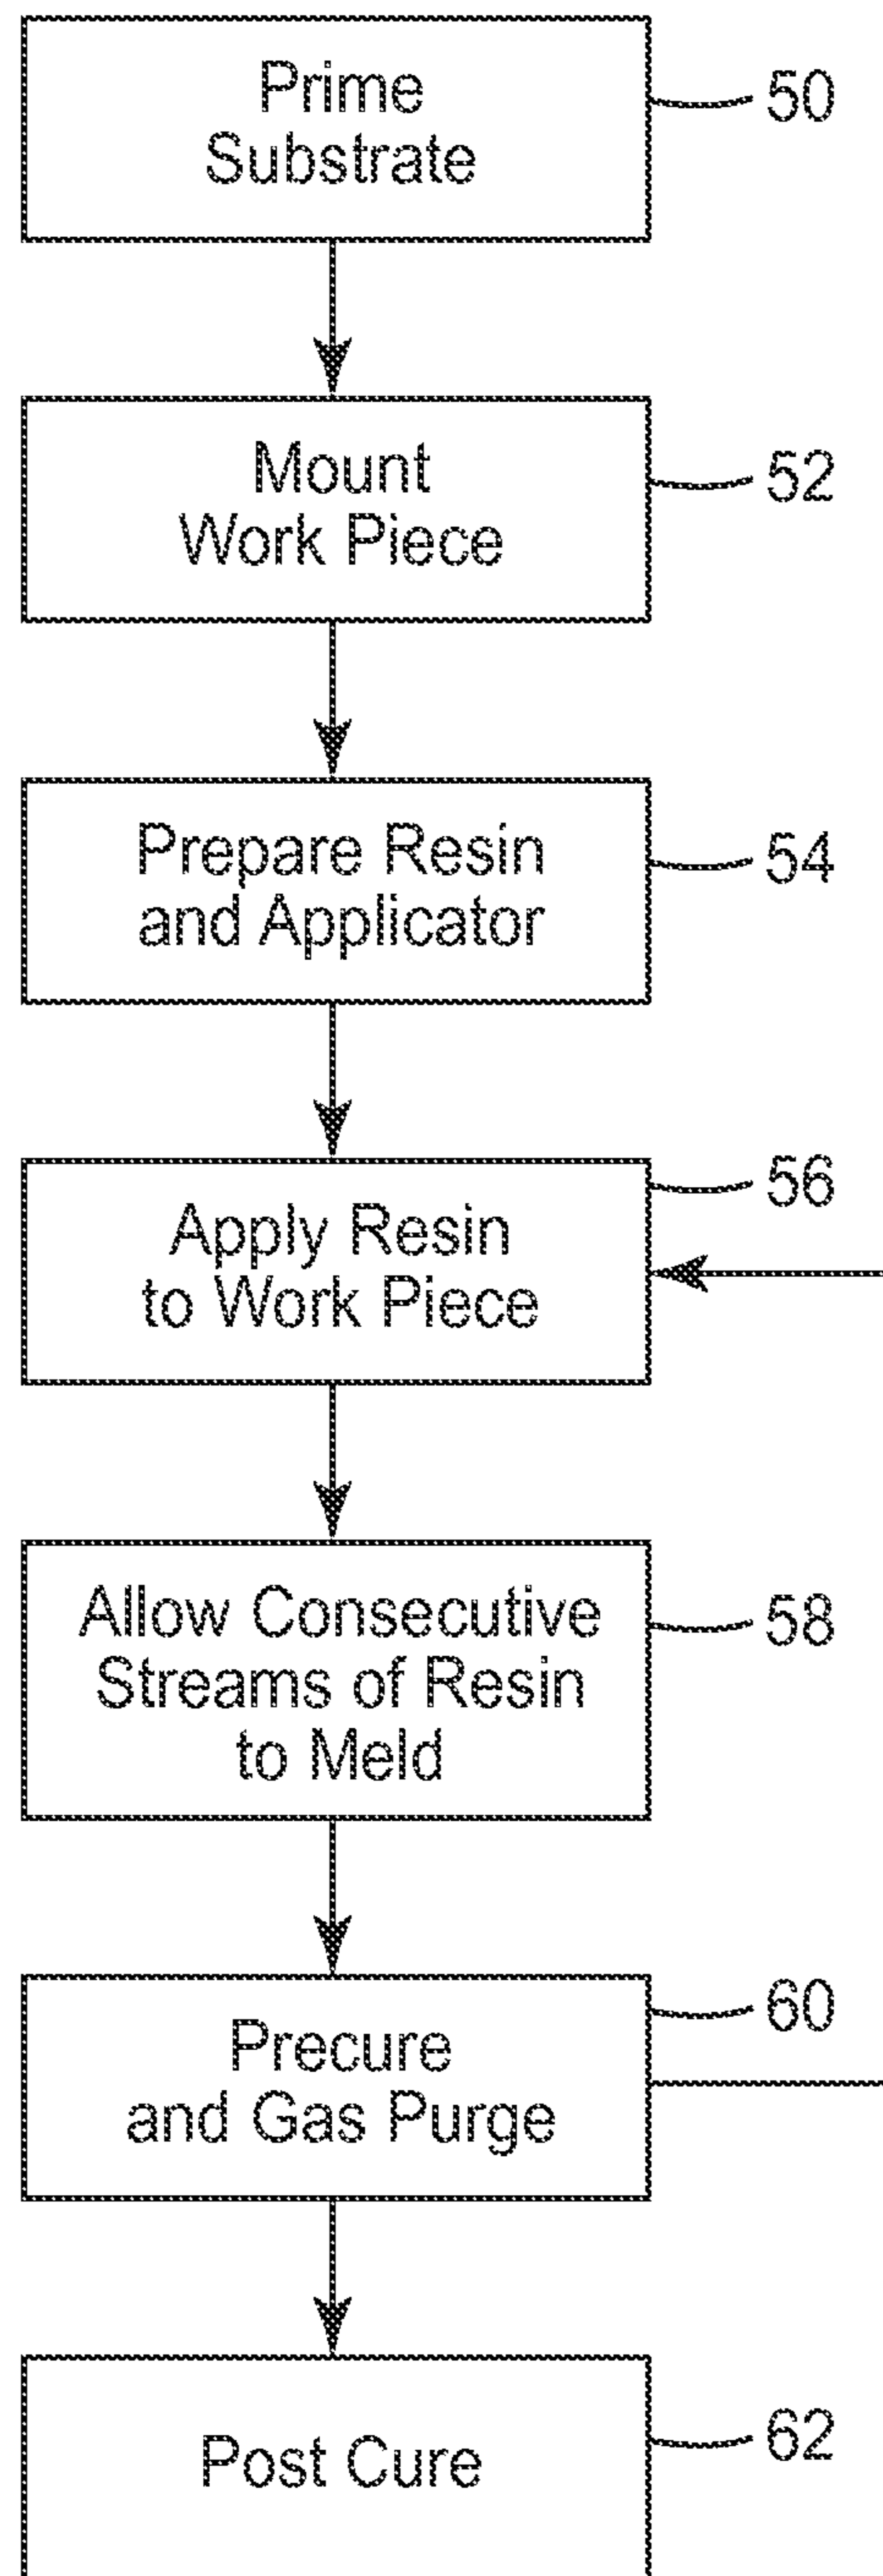 Prime
Substrate
50
Mount
Work Piece
52
Prepare Resin
and Applicator
54
Apply Resin
to Work Piece
56
Allow Consecutive
Streams of Resin
to Meld
58
Precure
and Gas Purge
60
Post Cure
62